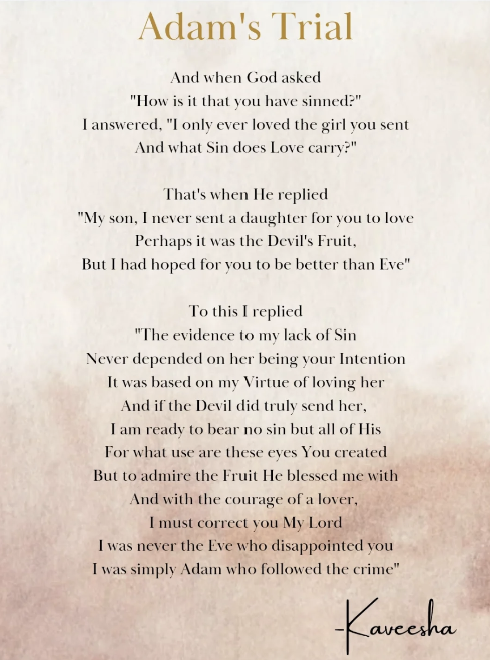 Adam's Trial
And when God asked
"How is it that you have sinned?"
I answered, "I only ever loved the girl you sent
And what Sin does Love carry?"
That's when He replied
"My son, I never sent a daughter for you to love
Perhaps it was the Devil's Fruit,
But I had hoped for you to be better than Eve"
To this I replied
"The evidence to my lack of Sin
Never depended on her being your Intention
It was based on my Virtue of loving her
And if the Devil did truly send her,
I am ready to bear no sin but all of His
For what use are these eyes You created
But to admire the Fruit He blessed me with
And with the courage of a lover,
I must correct you My Lord
I was never the Eve who disappointed you
I was simply Adam who followed the crime"
-Kaveesha